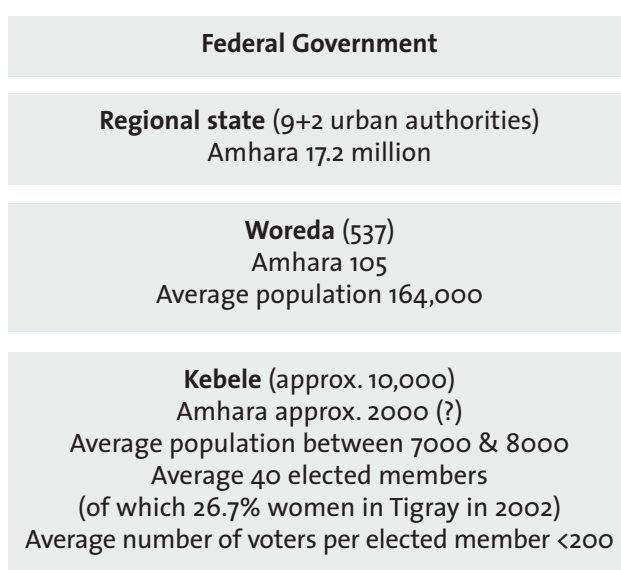 Federal Government
Regional state (9+2 urban authorities)
Amhara 17.2 million
Woreda (537)
Amhara 105
Average population 164,000
Kebele (approx. 10,000)
Amhara approx. 2000 (?)
Average population between 7000 & 8000
Average 40 elected members
(of which 26.7% women in Tigray in 2002)
Average number of voters per elected member <200